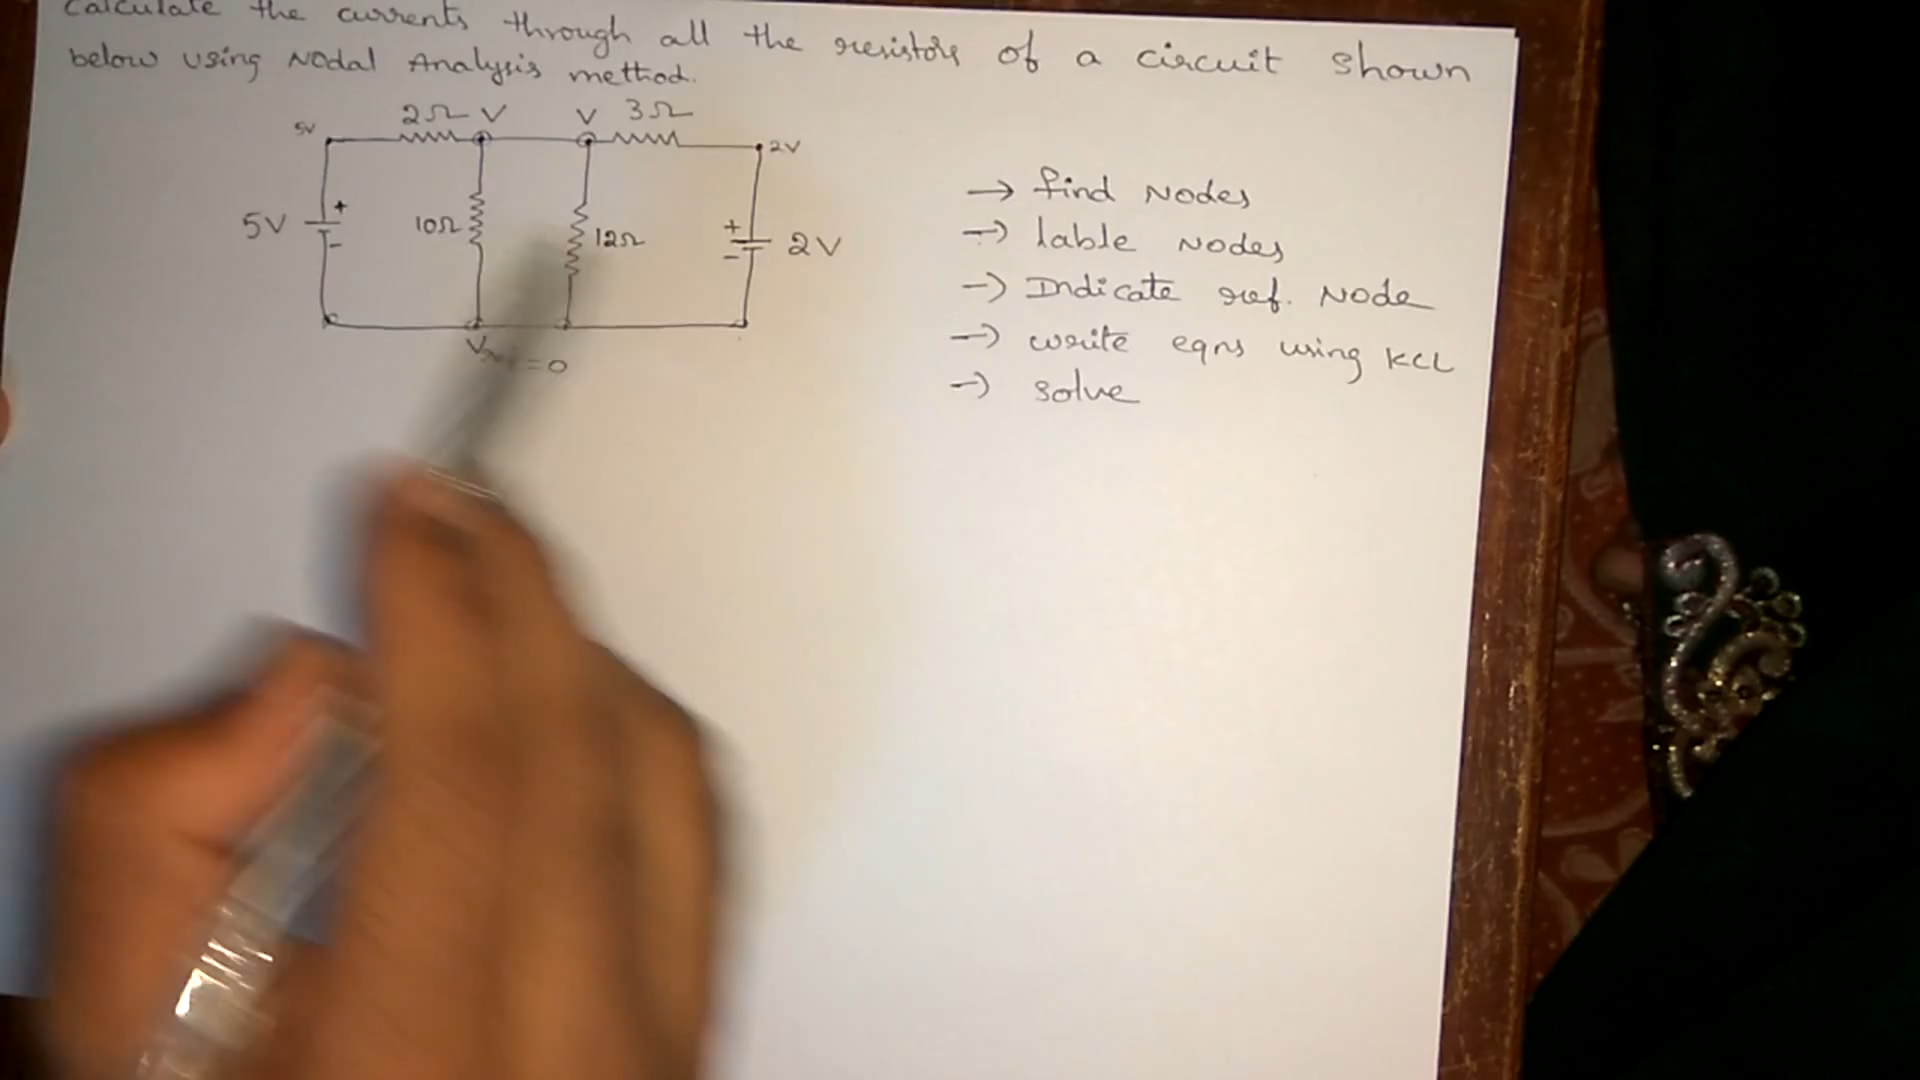 Calculate the currents through all the resistors of a circuit shown
below using Nodal Analysis method.
2Ω V V 3Ω
5V 2V
5V + - 10Ω 12Ω + - 2V
= 0
→ find Nodes
→ lable Nodes
→ Indicate ref. Node
→ write eqns using KCL
→ solve